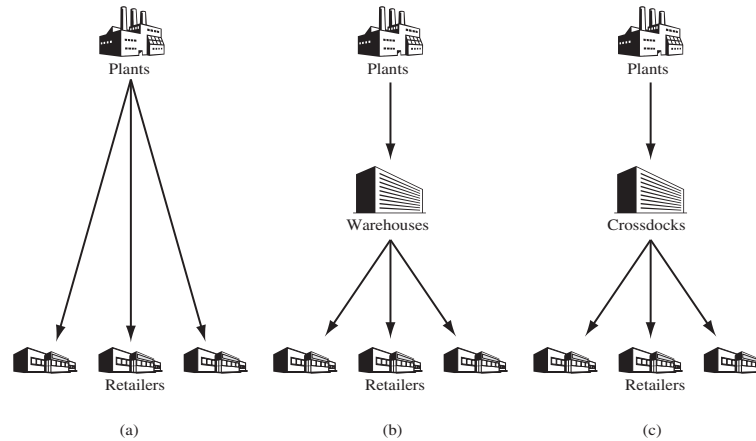 Plants
Plants
Plants
Warehouses
Crossdocks
Retailers
Retailers
Retailers
(a)
(b)
(c)